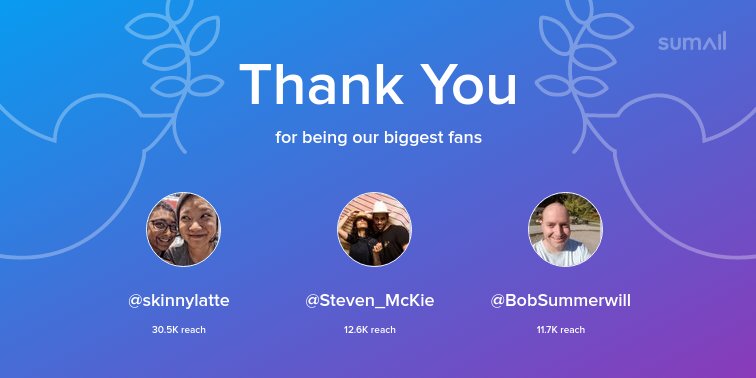 sumall
Thank You
for being our biggest fans
@skinnylatte @Steven_McKie @BobSummerwill
30.5K reach 12.6K reach 11.7K reach